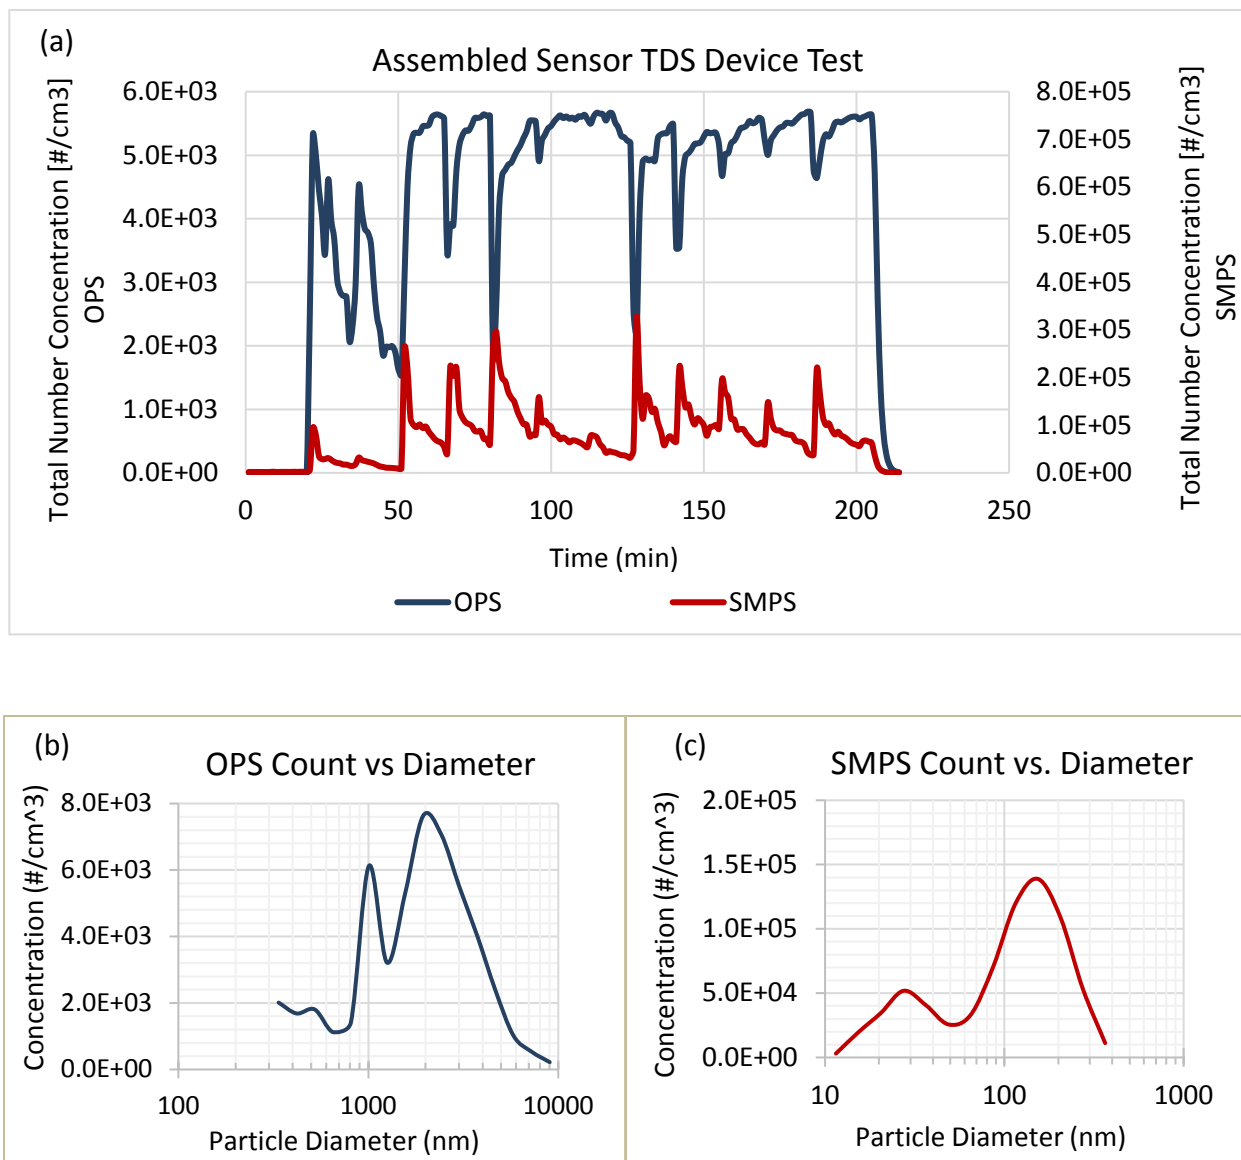 (a)
Assembled Sensor TDS Device Test
Total Number Concentration [#/cm3]
OPS
6.0E+03
5.0E+03
4.0E+03
3.0E+03
2.0E+03
1.0E+03
0.0E+00
8.0E+05
7.0E+05
6.0E+05
5.0E+05
4.0E+05
3.0E+05
2.0E+05
1.0E+05
0.0E+00
Total Number Concentration [#/cm3]
SMPS
0 50 100 150 200 250
Time (min)
OPS SMPS
(b)
OPS Count vs Diameter
Concentration (#/cm^3)
8.0E+03
6.0E+03
4.0E+03
2.0E+03
0.0E+00
100 1000 10000
Particle Diameter (nm)
(c)
SMPS Count vs. Diameter
Concentration (#/cm^3)
2.0E+05
1.5E+05
1.0E+05
5.0E+04
0.0E+00
10 100 1000
Particle Diameter (nm)